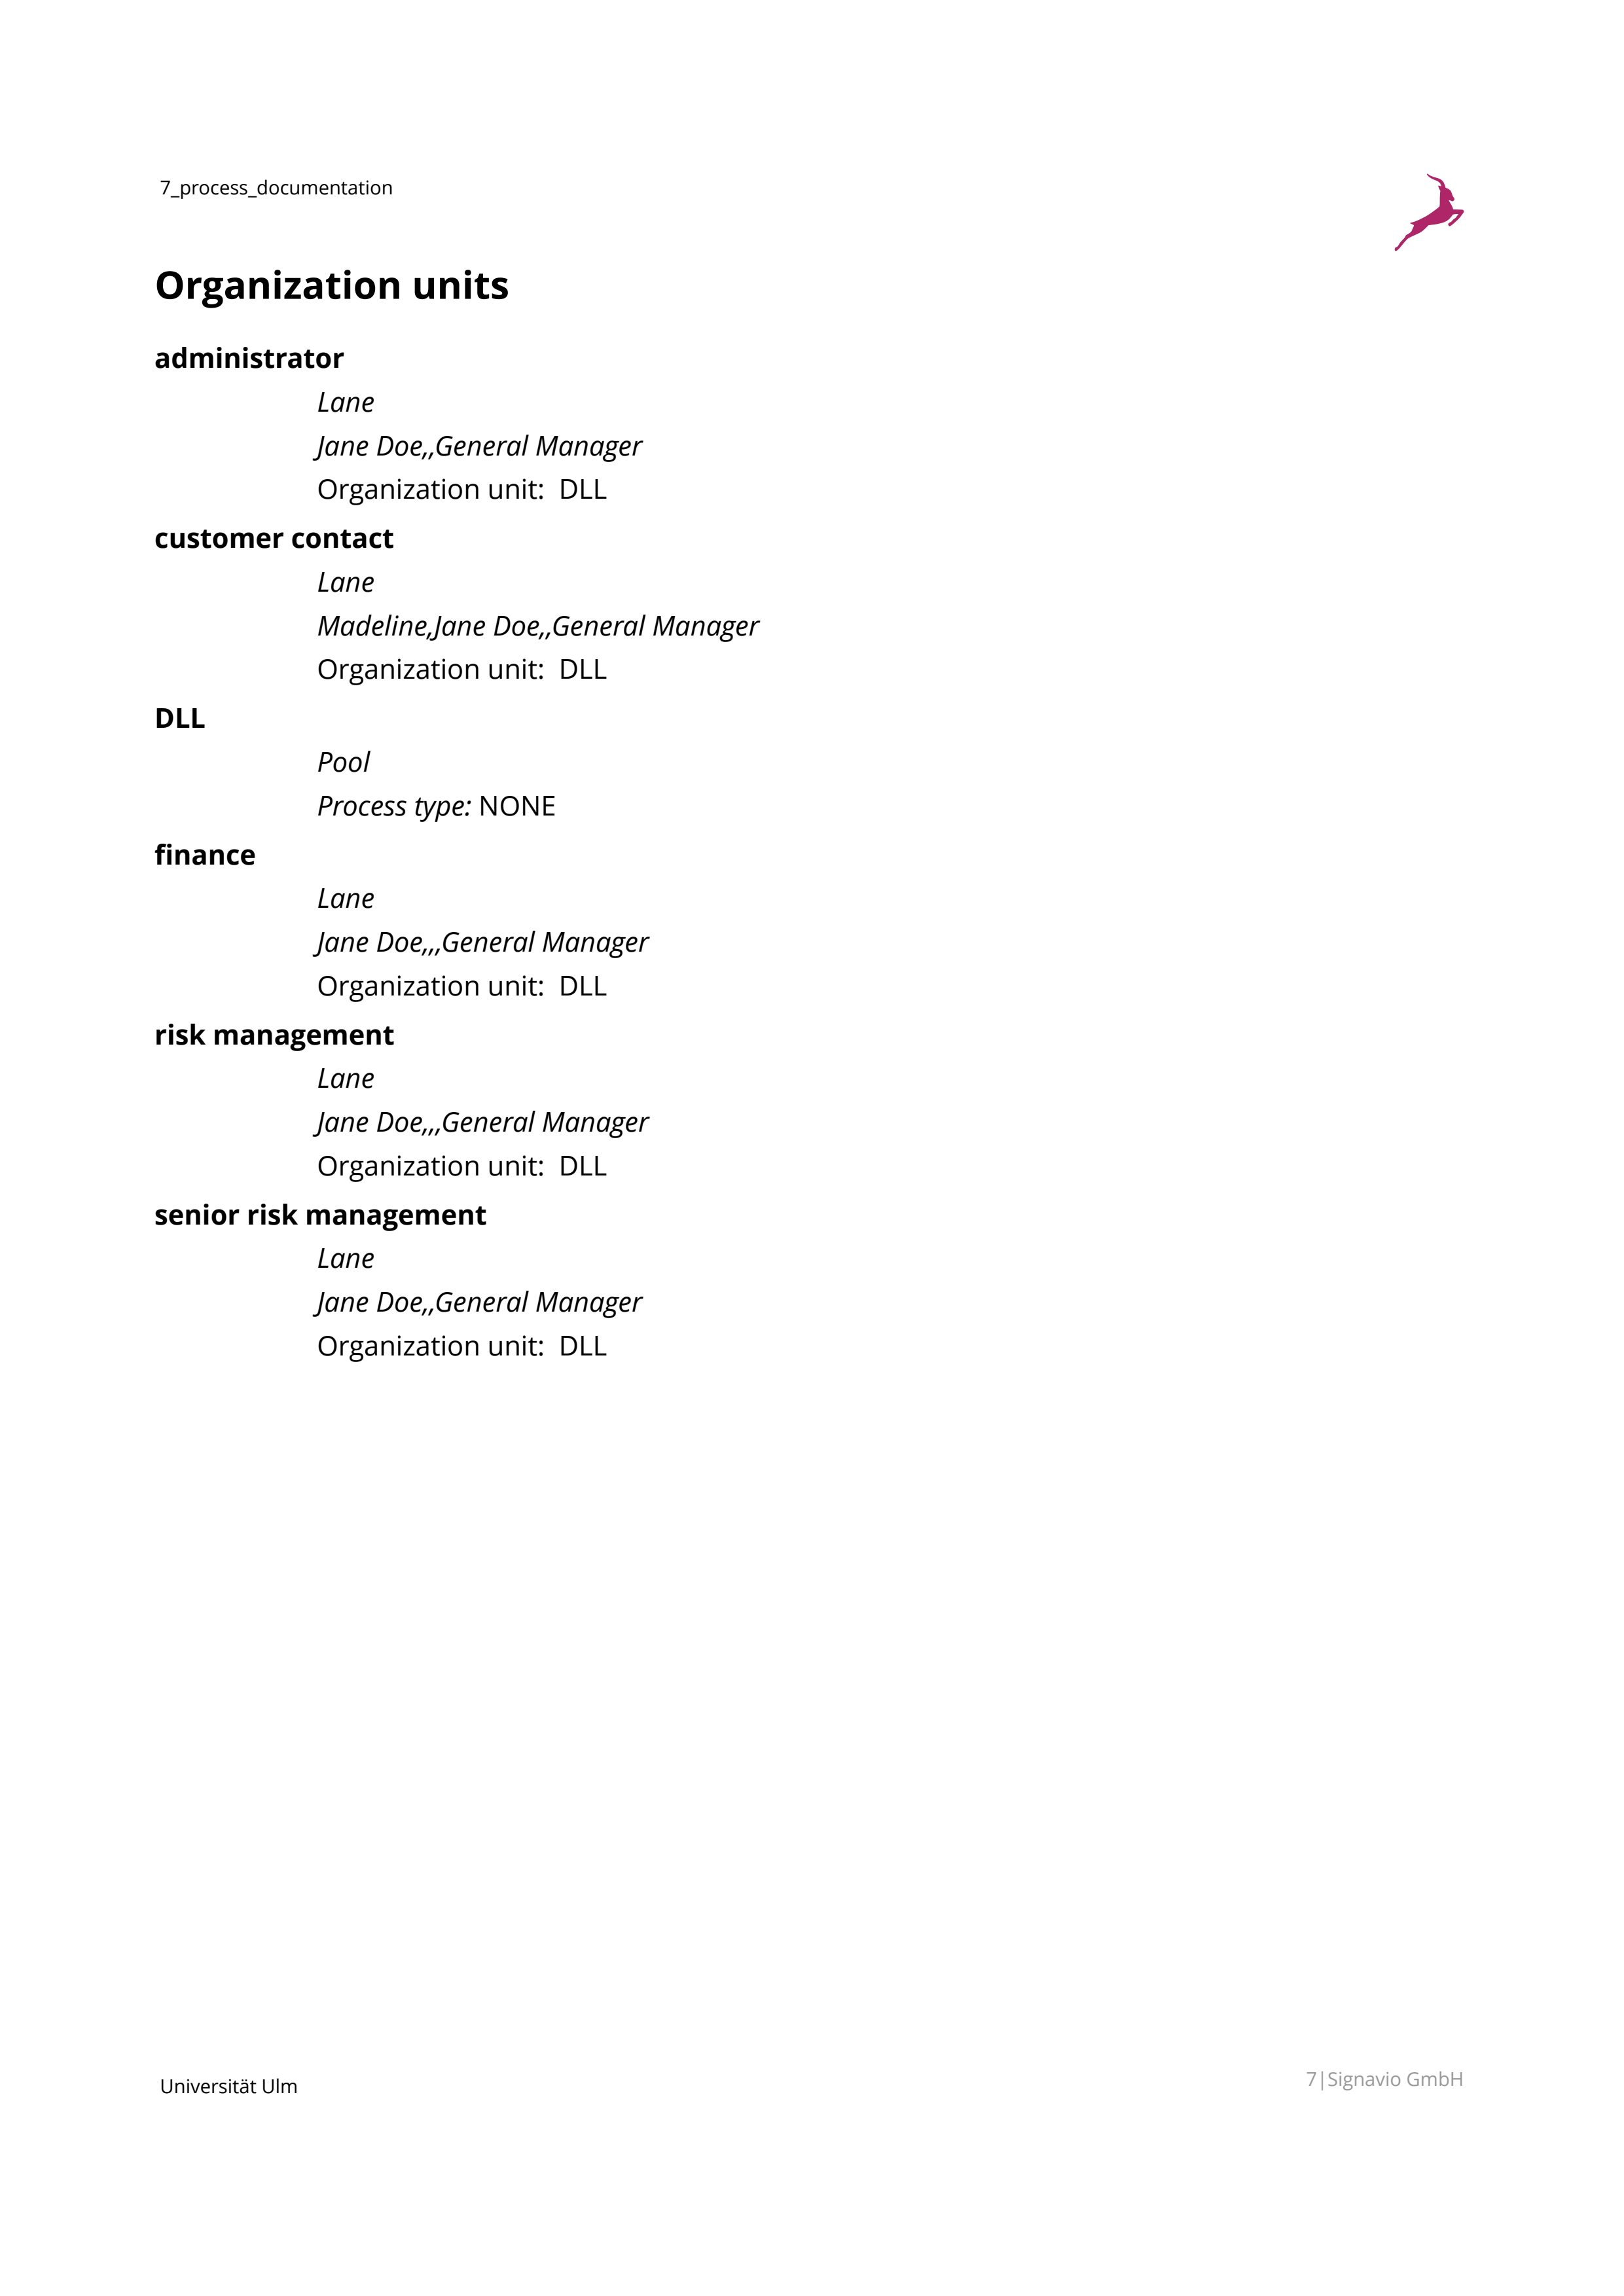 7_process_documentation
Organization units
administrator
Lane
Jane Doe,,General Manager
Organization unit:  DLL
customer contact
Lane
Madeline,Jane Doe,,General Manager
Organization unit:  DLL
DLL
Pool
Process type: NONE
finance
Lane
Jane Doe,,,General Manager
Organization unit:  DLL
risk management
Lane
Jane Doe,,,General Manager
Organization unit:  DLL
senior risk management
Lane
Jane Doe,,General Manager
Organization unit:  DLL
Universität Ulm
7|Signavio GmbH